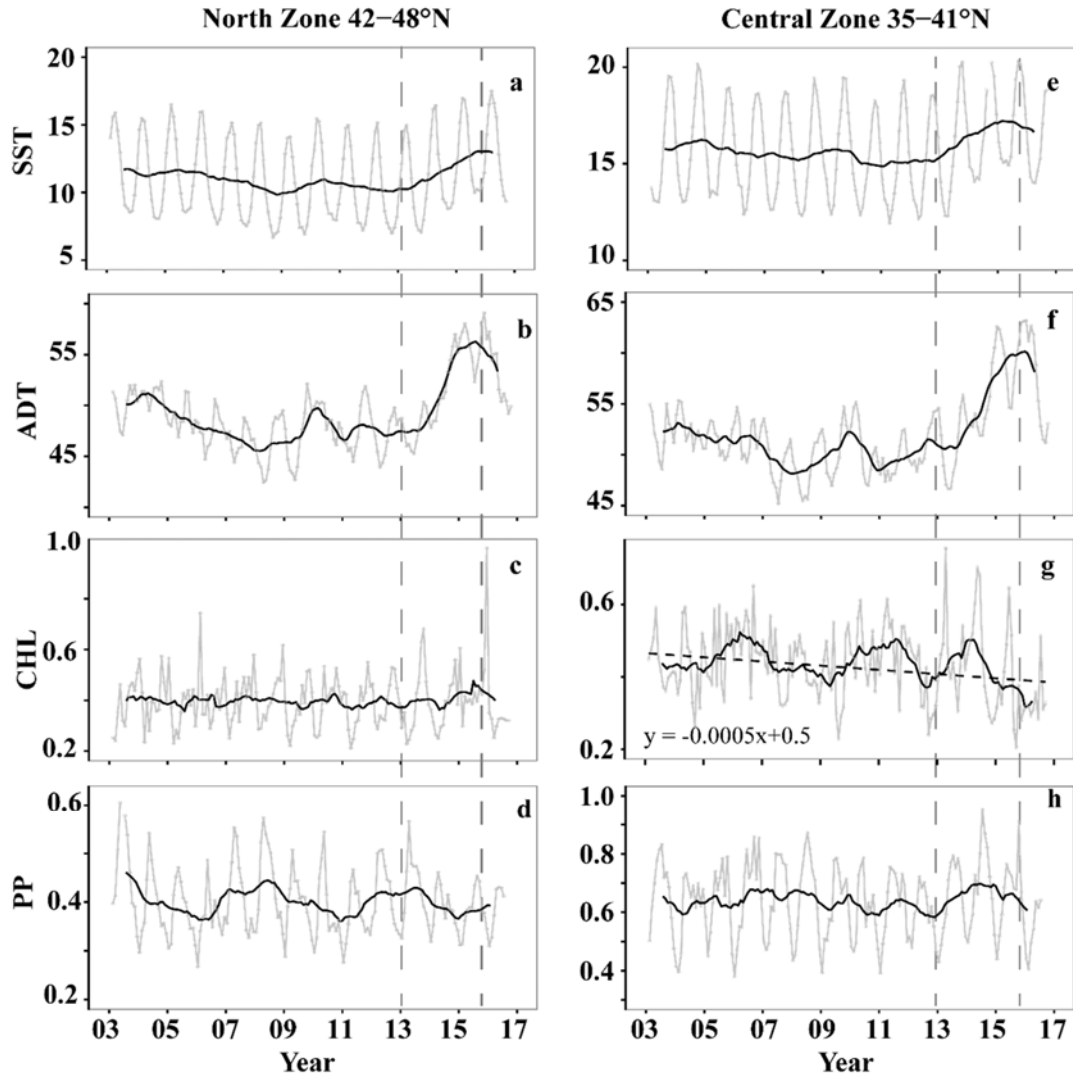 North Zone 42–48°N
Central Zone 35–41°N
SST
20
15
10
5
a
20
15
10
e
ADT
55
45
b
65
55
45
f
CHL
1.0
0.6
0.2
c
0.6
0.2
g
y = -0.0005x+0.5
PP
0.6
0.4
0.2
d
1.0
0.8
0.6
0.4
h
03 05 07 09 11 13 15 17
Year
03 05 07 09 11 13 15 17
Year